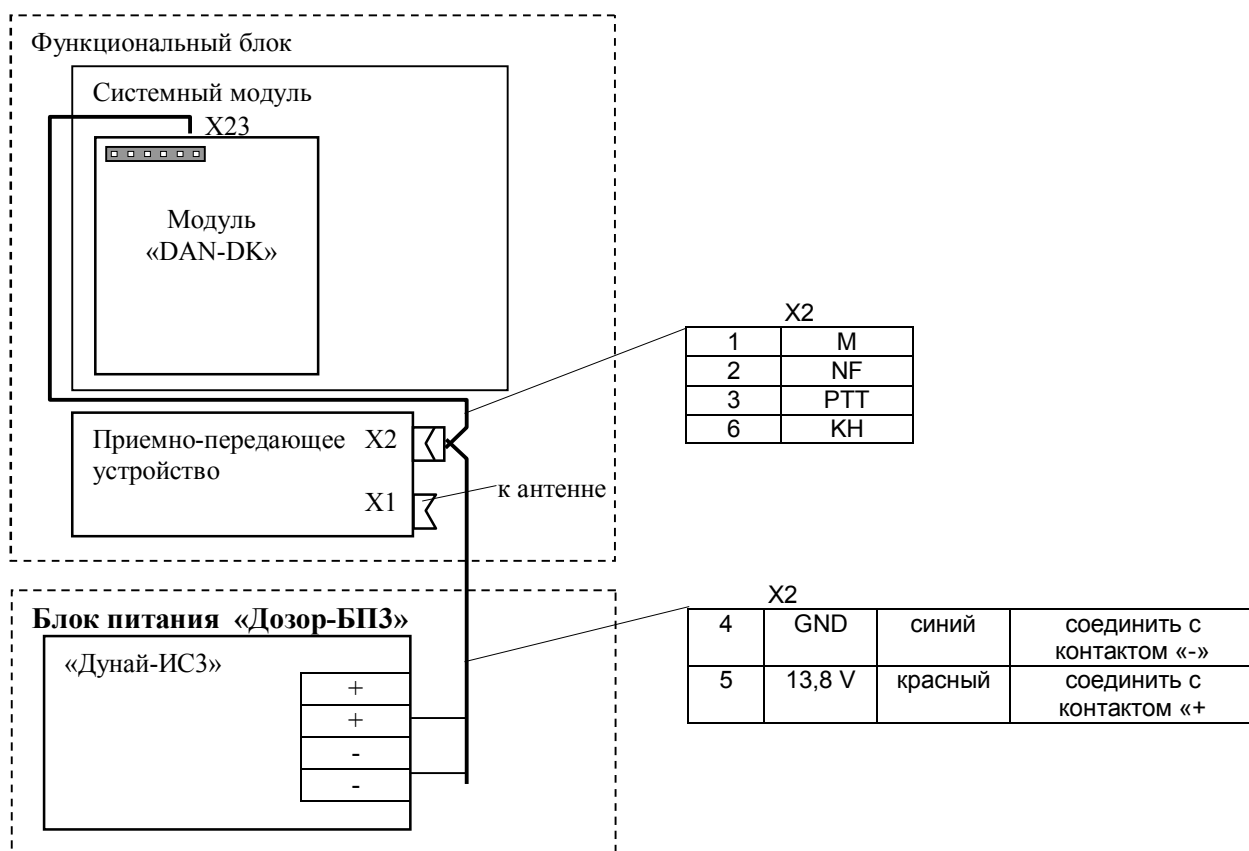 Функциональный блок
Системный модуль
X23
Модуль
«DAN-DK»
X2
1 M
2 NF
3 PTT
6 KH
Приемно-передающее X2
устройство
X1
к антенне
X2
Блок питания «Дозор-БП3»
4 GND синий соединить с
контактом «-»
5 13,8 V красный соединить с
контактом «+
«Дунай-ИС3»
+
+
-
-